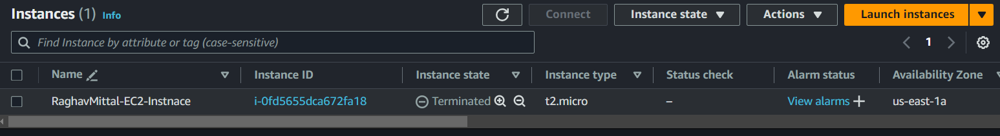 Instances (1) Info
Connect
Instance state
Actions
Launch instances
Find Instance by attribute or tag (case-sensitive)
1
Name Instance ID Instance state Instance type Status check Alarm status Availability Zone
RaghavMittal-EC2-Instnace i-0fd5655dca672fa18 Terminated t2.micro – View alarms us-east-1a